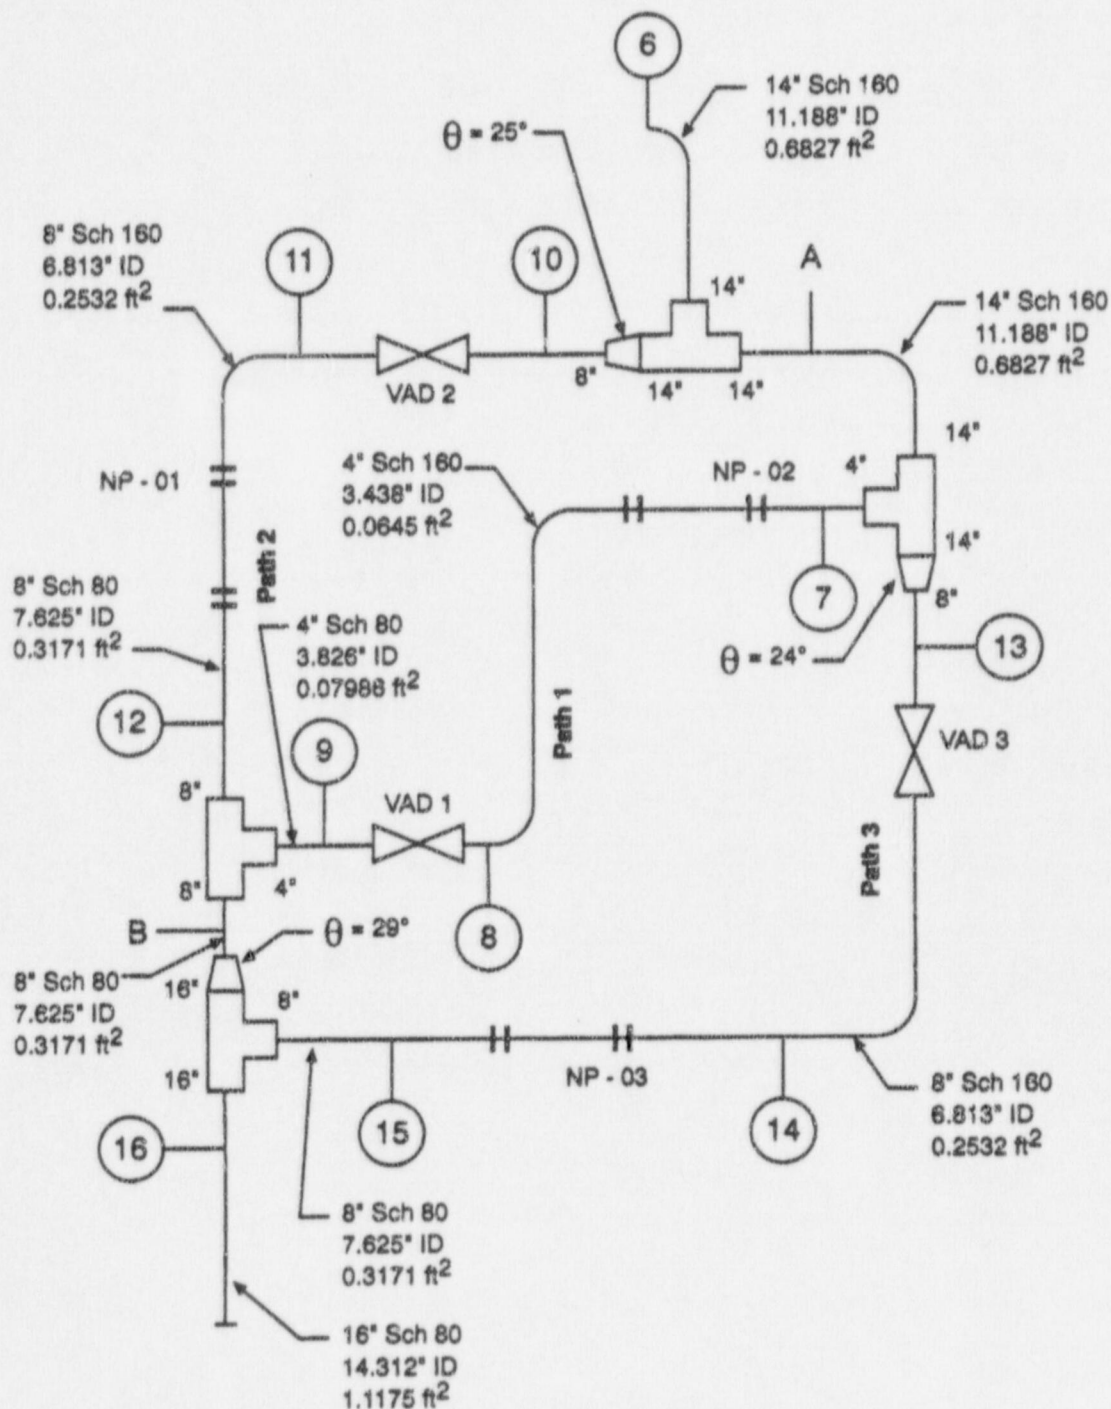 6
14" Sch 160
11.188" ID
0.6827 ft²
θ = 25°
8" Sch 160
6.813" ID
0.2532 ft²
11
10
A
14"
14" Sch 160
11.188" ID
0.6827 ft²
8"
14"
14"
VAD 2
14"
4"
4" Sch 160
3.438" ID
0.0645 ft²
NP - 02
NP - 01
Path 2
14"
8" Sch 80
7.625" ID
0.3171 ft²
7
8"
4" Sch 80
3.826" ID
0.07986 ft²
θ = 24°
13
12
9
Path 1
VAD 3
8"
VAD 1
8"
4"
Path 3
B
θ = 29°
8
8" Sch 80
7.625" ID
0.3171 ft²
16"
8"
16"
NP - 03
8" Sch 160
6.813" ID
0.2532 ft²
16
15
14
8" Sch 80
7.625" ID
0.3171 ft²
16" Sch 80
14.312" ID
1.1175 ft²